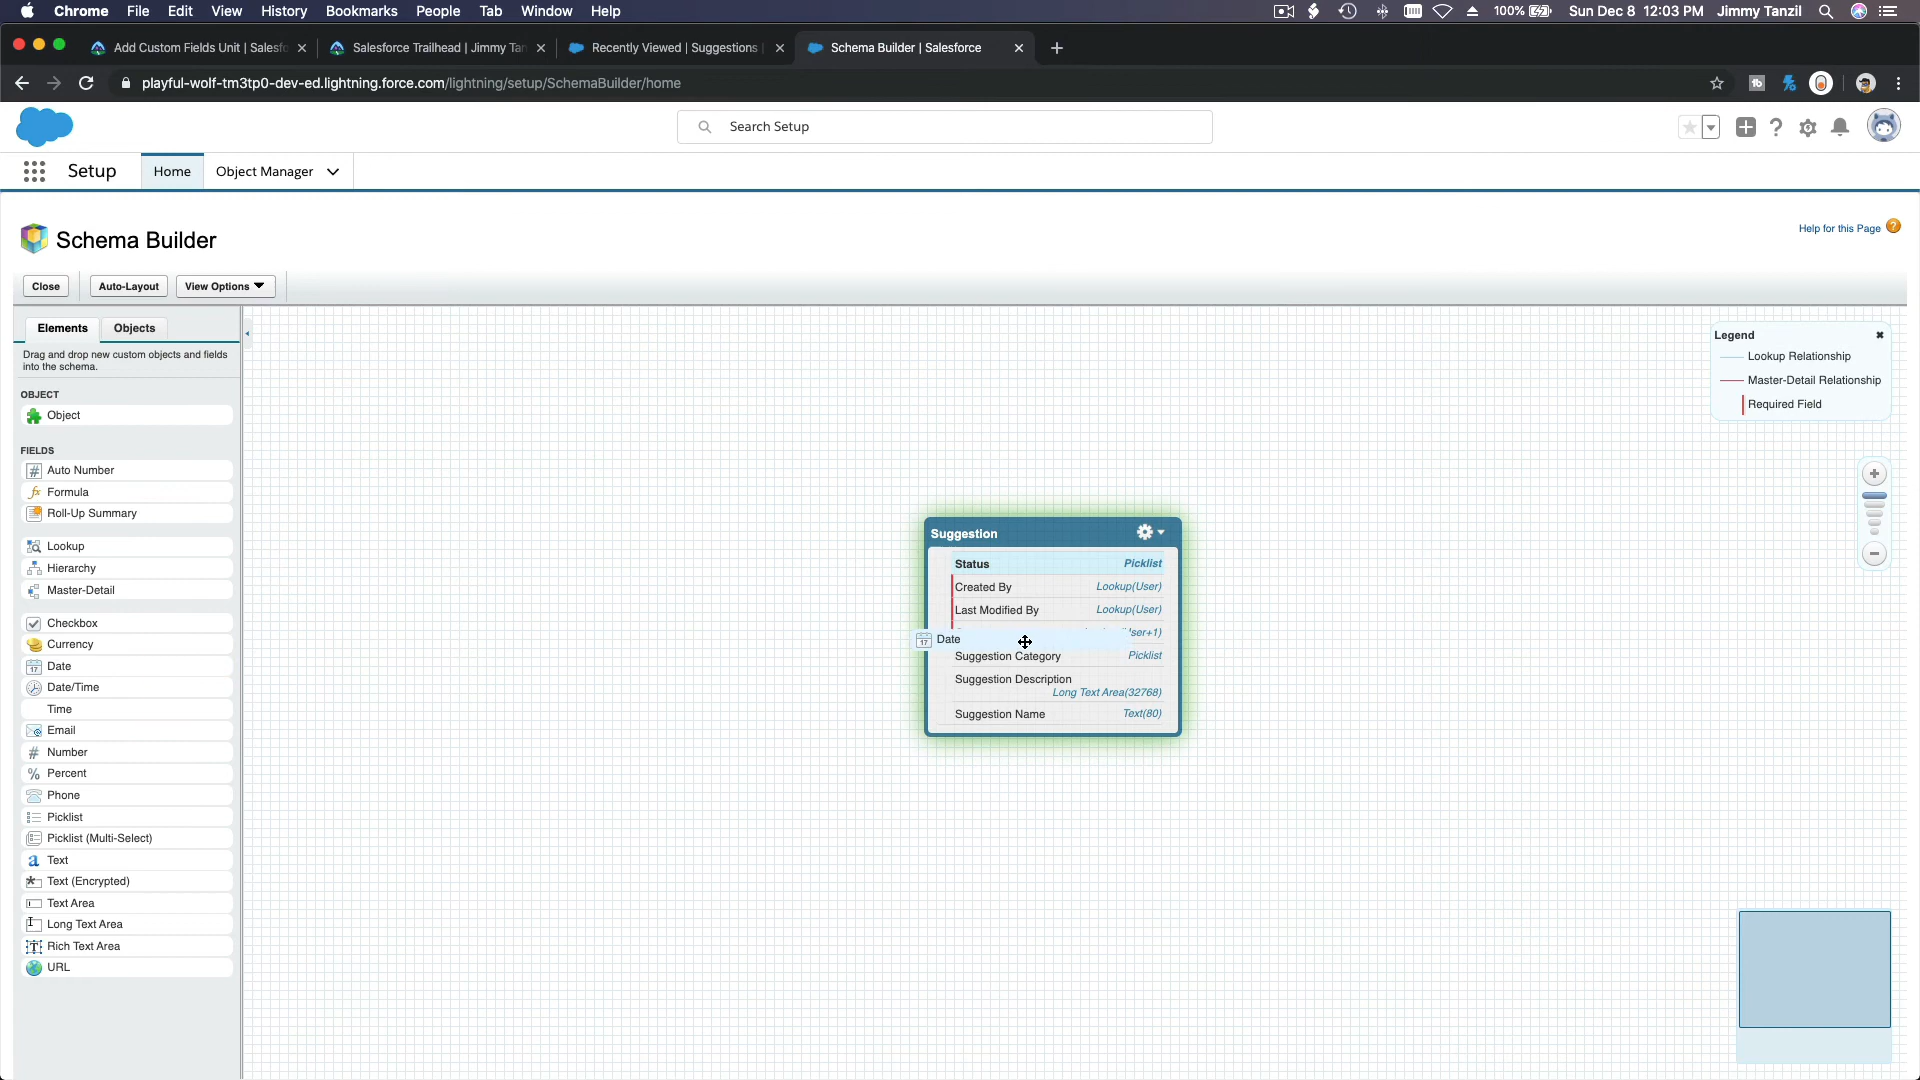 Chrome File Edit View History Bookmarks People Tab Window Help 100% Sun Dec 8 12:03 PM Jimmy Tanzil
Add Custom Fields Unit | Salesfo
Salesforce Trailhead | Jimmy Tan
Recently Viewed | Suggestions |
Schema Builder | Salesforce
playful-wolf-tm3tp0-dev-ed.lightning.force.com/lightning/setup/SchemaBuilder/home
Search Setup
Setup
Home
Object Manager
Schema Builder
Help for this Page
Close
Auto-Layout
View Options
Elements
Objects
Drag and drop new custom objects and fields
into the schema.
OBJECT
Object
FIELDS
Auto Number
Formula
Roll-Up Summary
Lookup
Hierarchy
Master-Detail
Checkbox
Currency
Date
Date/Time
Time
Email
Number
Percent
Phone
Picklist
Picklist (Multi-Select)
Text
Text (Encrypted)
Text Area
Long Text Area
Rich Text Area
URL
Suggestion
Status Picklist
Created By Lookup(User)
Last Modified By Lookup(User)
Date
Suggestion Category Picklist
Suggestion Description
Long Text Area(32768)
Suggestion Name Text(80)
Legend
Lookup Relationship
Master-Detail Relationship
Required Field